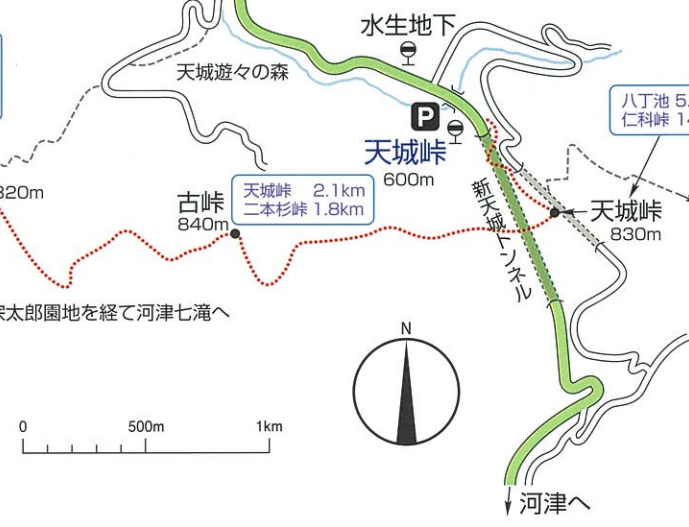 水生地下
天城遊々の森
P
天城峠
600m
八丁池 5.
仁科峠 1
820m
古峠
840m
天城峠 2.1km
二本杉峠 1.8km
新天城トンネル
天城峠
830m
宗太郎園地を経て河津七滝へ
N
0 500m 1km
河津へ